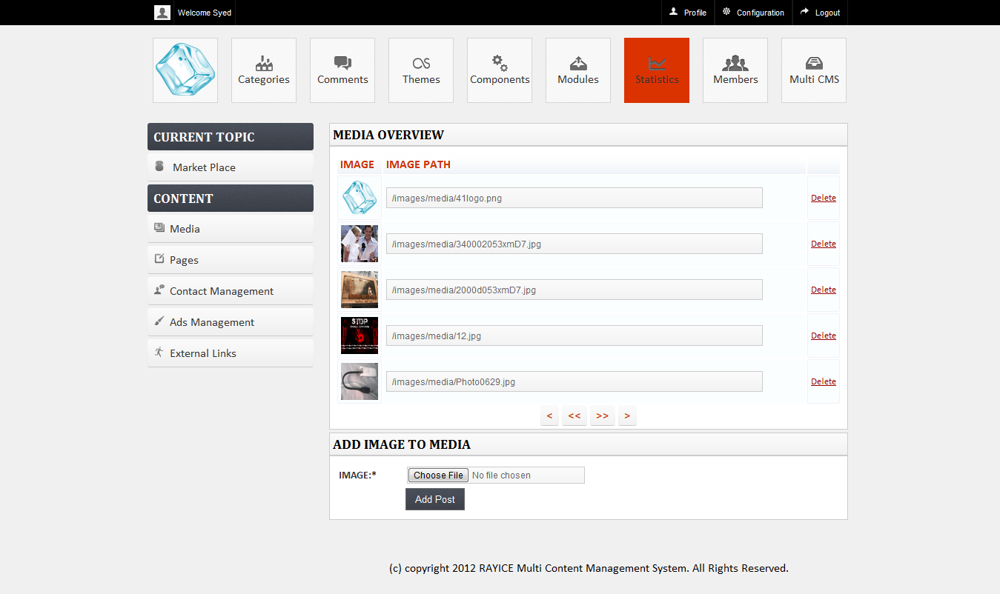 Welcome Syed
Profile
Configuration
Logout
Categories
Comments
Themes
Components
Modules
Statistics
Members
Multi CMS
CURRENT TOPIC
Market Place
CONTENT
Media
Pages
Contact Management
Ads Management
External Links
MEDIA OVERVIEW
IMAGE IMAGE PATH
/images/media/41logo.png Delete
/images/media/340002053xmD7.jpg Delete
/images/media/2000d053xmD7.jpg Delete
STOP
/images/media/12.jpg Delete
/images/media/Photo0629.jpg Delete
< << >> >
ADD IMAGE TO MEDIA
IMAGE:* Choose File No file chosen
Add Post
(c) copyright 2012 RAYICE Multi Content Management System. All Rights Reserved.